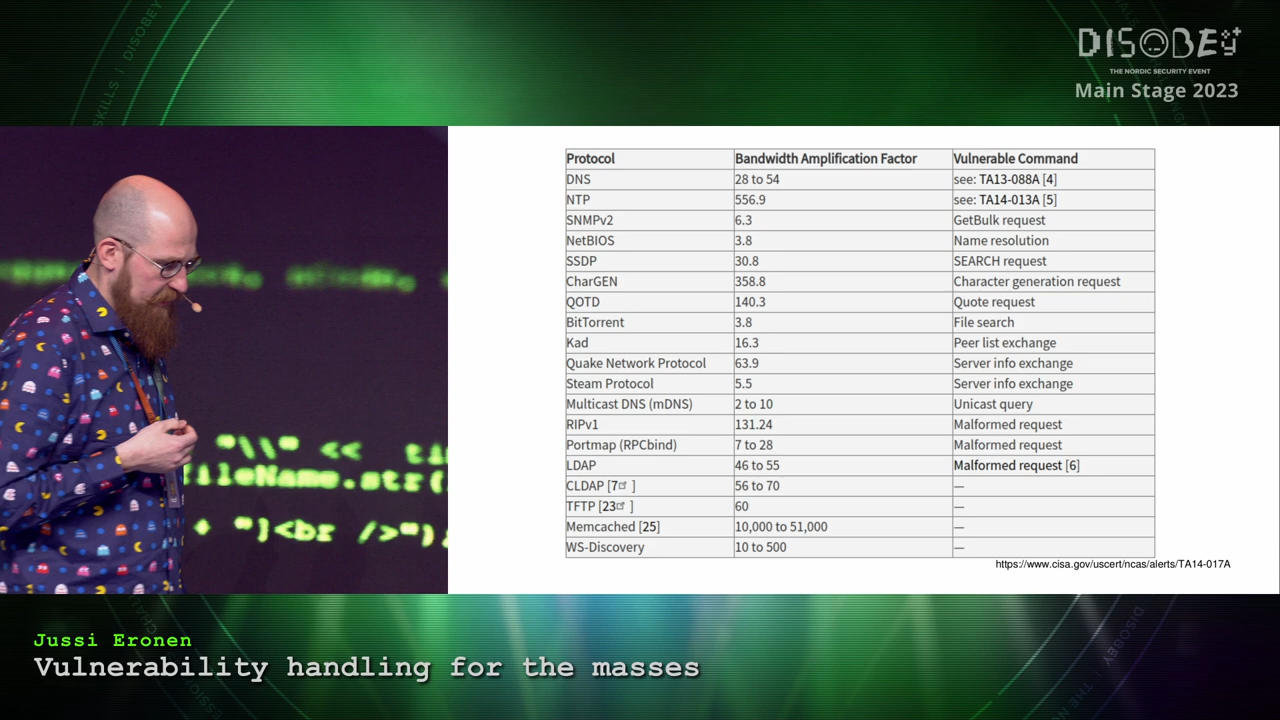 DISOBEY
THE NORDIC SECURITY EVENT
Main Stage 2023
SKILLS | DISOBEY
Protocol Bandwidth Amplification Factor Vulnerable Command
DNS 28 to 54 see: TA13-088A [4]
NTP 556.9 see: TA14-013A [5]
SNMPv2 6.3 GetBulk request
NetBIOS 3.8 Name resolution
SSDP 30.8 SEARCH request
CharGEN 358.8 Character generation request
QOTD 140.3 Quote request
BitTorrent 3.8 File search
Kad 16.3 Peer list exchange
Quake Network Protocol 63.9 Server info exchange
Steam Protocol 5.5 Server info exchange
Multicast DNS (mDNS) 2 to 10 Unicast query
RIPv1 131.24 Malformed request
Portmap (RPCbind) 7 to 28 Malformed request
LDAP 46 to 55 Malformed request [6]
CLDAP [7 ] 56 to 70 —
TFTP [23 ] 60 —
Memcached [25] 10,000 to 51,000 —
WS-Discovery 10 to 500 —
https://www.cisa.gov/uscert/ncas/alerts/TA14-017A
"\\" <<
fileName.str(
+ ")<br />")
Jussi Eronen
Vulnerability handling for the masses